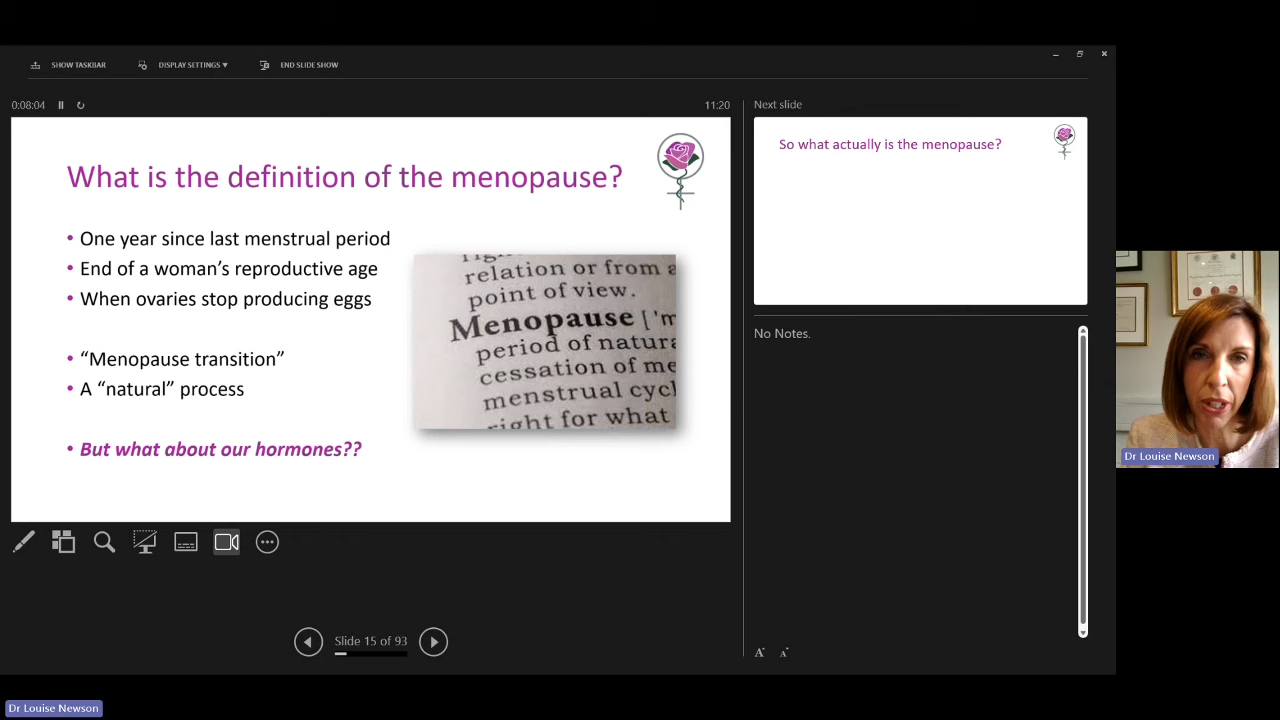 SHOW TASKBAR
DISPLAY SETTINGS ▾
END SLIDE SHOW
0:08:04
11:20
What is the definition of the menopause?
• One year since last menstrual period
• End of a woman's reproductive age
• When ovaries stop producing eggs
• “Menopause transition”
• A “natural” process
• But what about our hormones??
relation or from a
point of view.
Menopause ['m
period of natura
cessation of me
menstrual cycl
right for what
Slide 15 of 93
Next slide
So what actually is the menopause?
No Notes.
A A
Dr Louise Newson
Dr Louise Newson